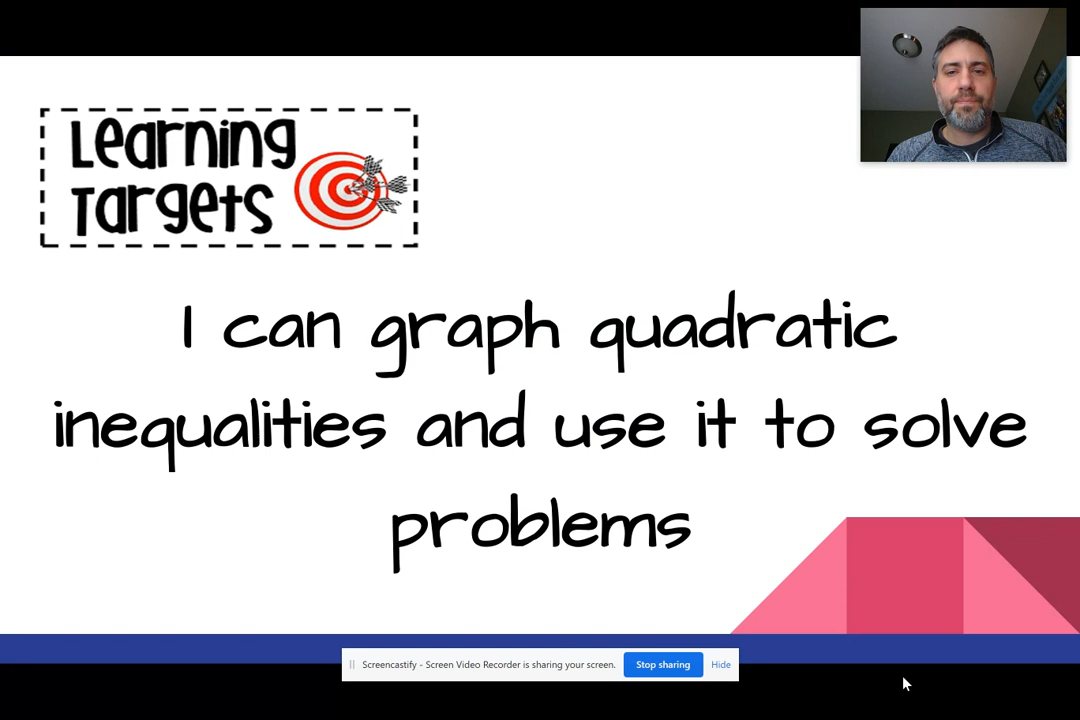 Learning
Targets
I can graph quadratic
inequalities and use it to solve
problems
Screencastify - Screen Video Recorder is sharing your screen.
Stop sharing
Hide